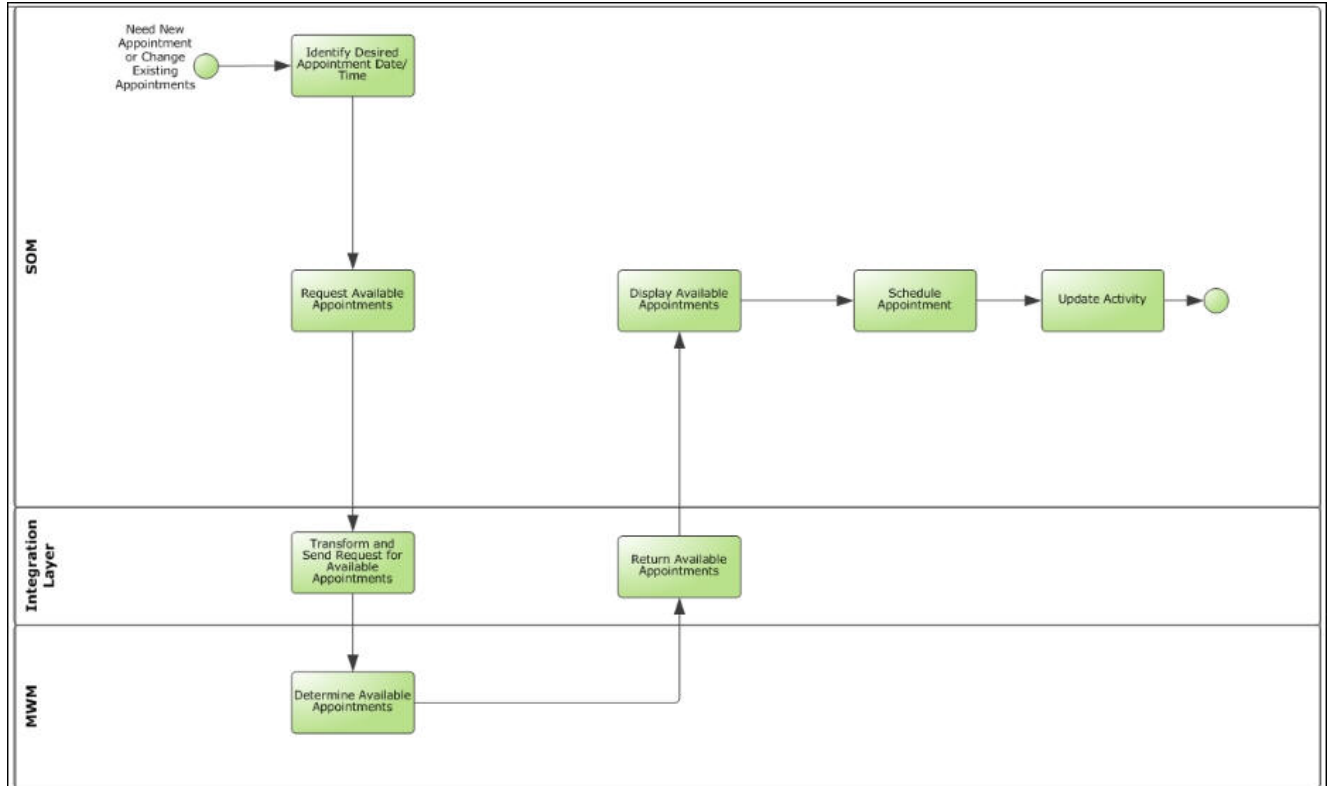 Need New
Appointment
or Change
Existing
Appointments
Identify Desired
Appointment Date/
Time
SOM
Request Available
Appointments
Display Available
Appointments
Schedule
Appointment
Update Activity
Integration
Layer
Transform and
Send Request for
Available
Appointments
Return Available
Appointments
MWM
Determine Available
Appointments